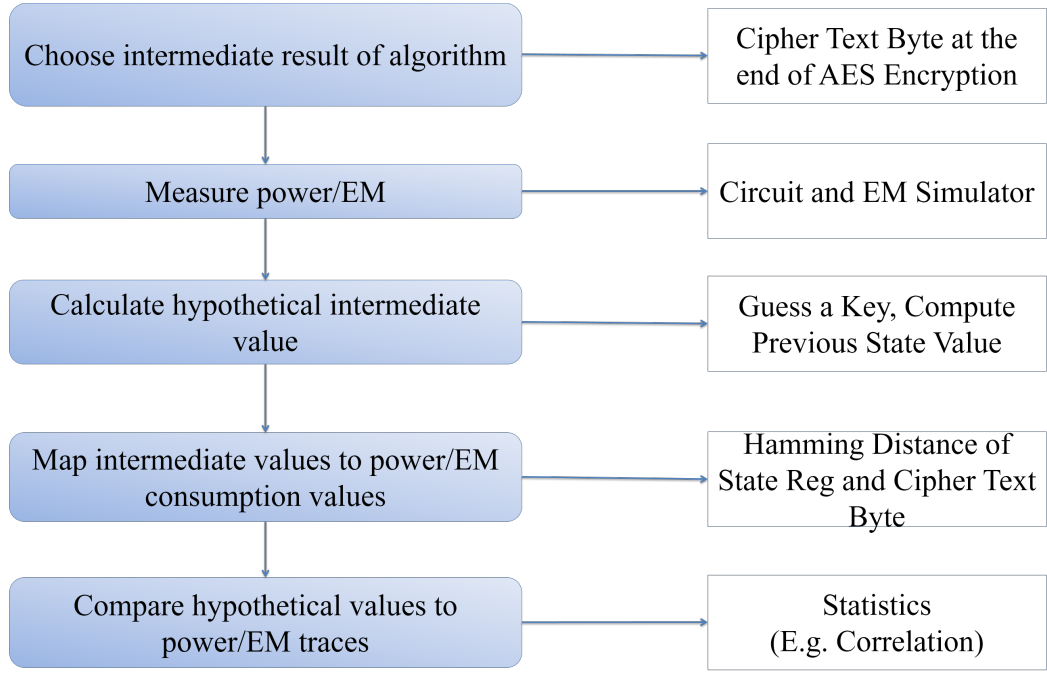 Choose intermediate result of algorithm
Cipher Text Byte at the
end of AES Encryption
Measure power/EM
Circuit and EM Simulator
Calculate hypothetical intermediate
value
Guess a Key, Compute
Previous State Value
Map intermediate values to power/EM
consumption values
Hamming Distance of
State Reg and Cipher Text
Byte
Compare hypothetical values to
power/EM traces
Statistics
(E.g. Correlation)